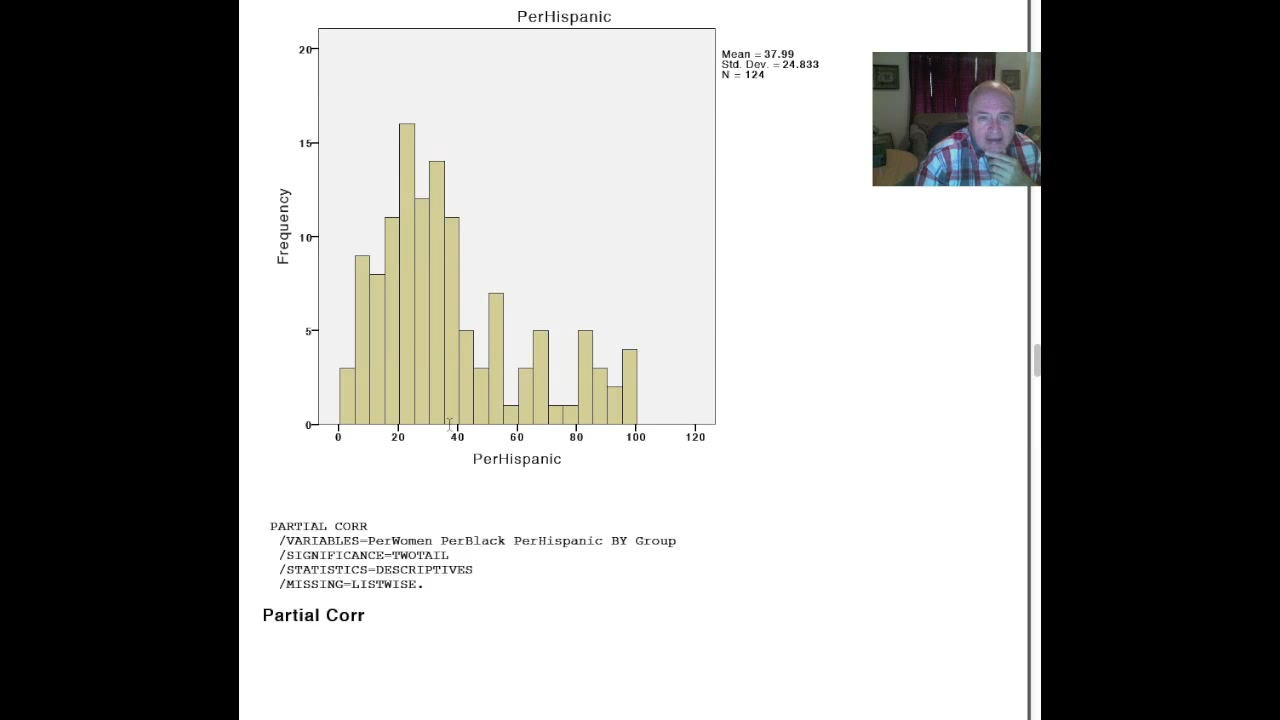 PerHispanic
Mean = 37.99
Std. Dev. = 24.833
N = 124
20
15
10
5
0
Frequency
0 20 40 60 80 100 120
PerHispanic
PARTIAL CORR
/VARIABLES=PerWomen PerBlack PerHispanic BY Group
/SIGNIFICANCE=TWOTAIL
/STATISTICS=DESCRIPTIVES
/MISSING=LISTWISE.
Partial Corr